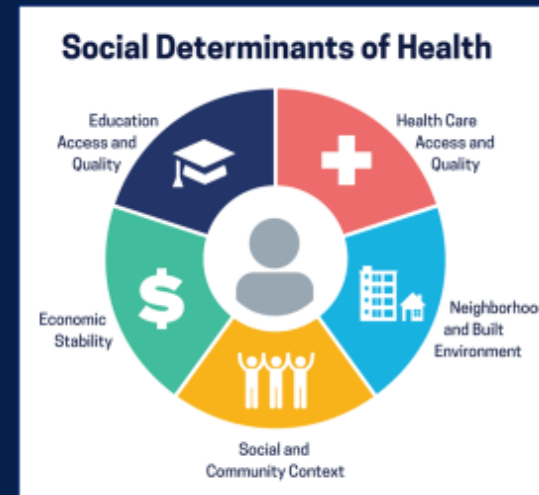 Social Determinants of Health
Education
Access and
Quality
Health Care
Access and
Quality
Economic
Stability
Neighborhoo
and Built
Environment
Social and
Community Context
$